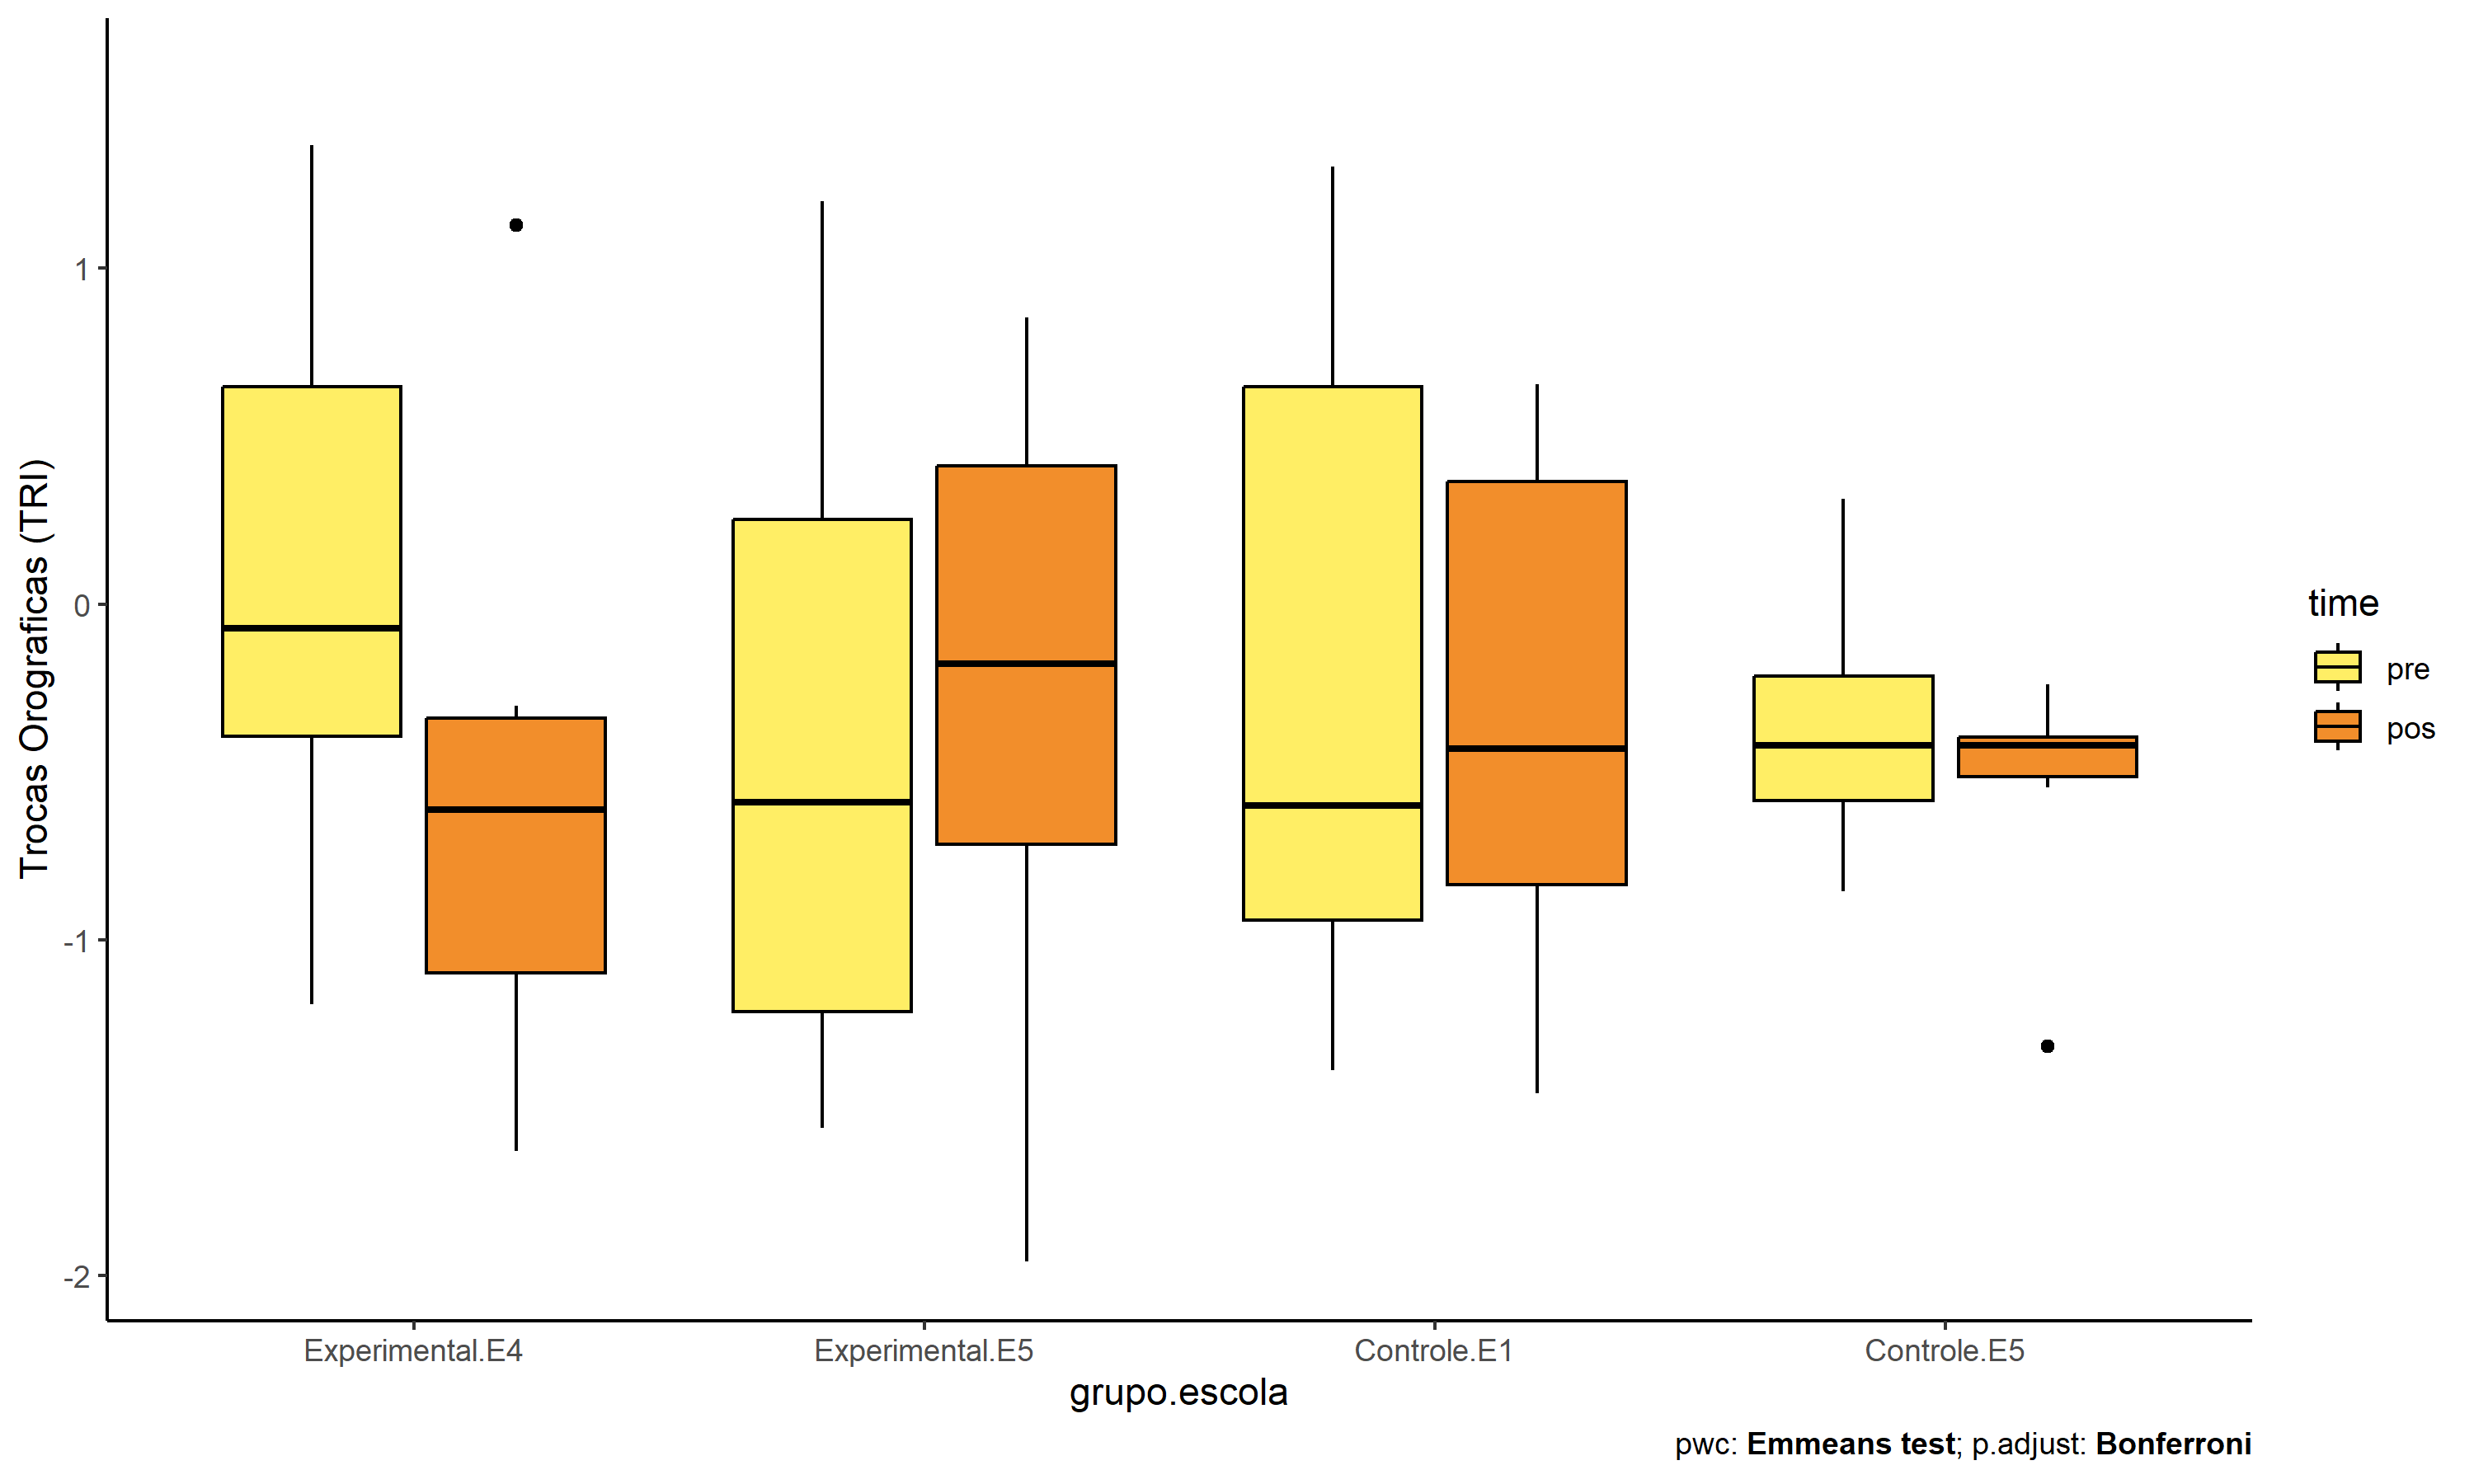 Trocas Orograficas (TRI)
1
0
-1
-2
Experimental.E4
Experimental.E5
Controle.E1
Controle.E5
grupo.escola
time
pre
pos
pwc: Emmeans test; p.adjust: Bonferroni